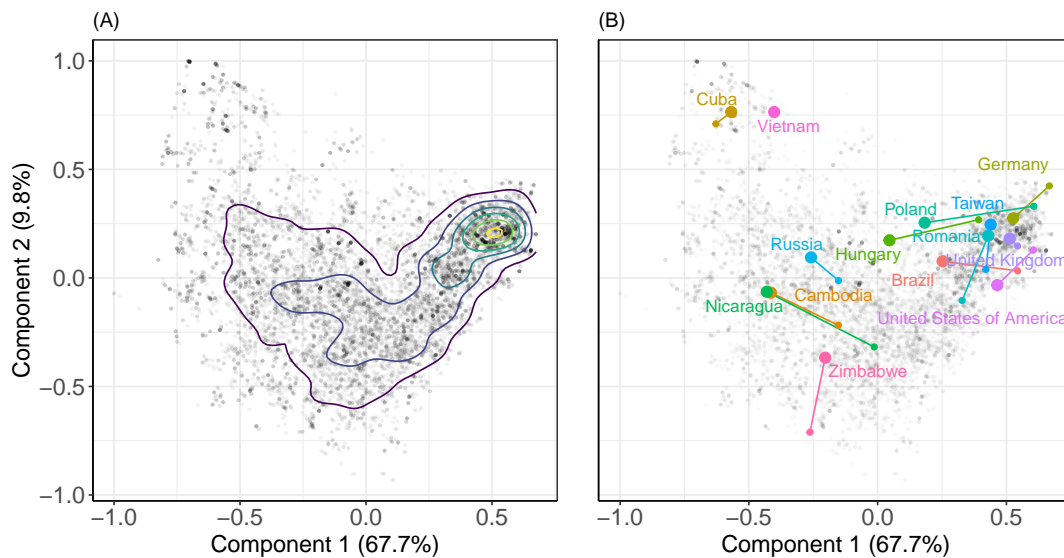 (A)
(B)
1.0
0.5
0.0
−0.5
−1.0
Component 2 (9.8%)
−1.0
−0.5
0.0
0.5
Component 1 (67.7%)
Cuba
Vietnam
Germany
Poland
Taiwan
Romania
Hungary
Russia
United Kingdom
Brazil
Cambodia
Nicaragua
United States of America
Zimbabwe
−1.0
−0.5
0.0
0.5
Component 1 (67.7%)